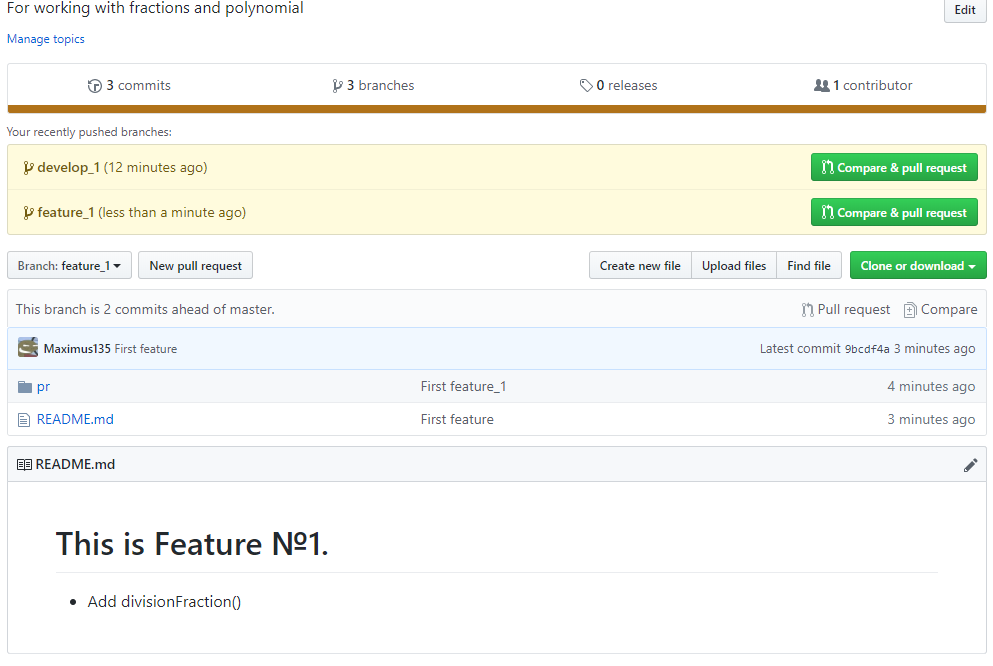 For working with fractions and polynomial
Edit
Manage topics
3 commits
3 branches
0 releases
1 contributor
Your recently pushed branches:
develop_1 (12 minutes ago)
Compare & pull request
feature_1 (less than a minute ago)
Compare & pull request
Branch: feature_1
New pull request
Create new file
Upload files
Find file
Clone or download
This branch is 2 commits ahead of master.
Pull request
Compare
Maximus135 First feature
Latest commit 9bcdf4a 3 minutes ago
pr
First feature_1
4 minutes ago
README.md
First feature
3 minutes ago
README.md
This is Feature №1.
Add divisionFraction()